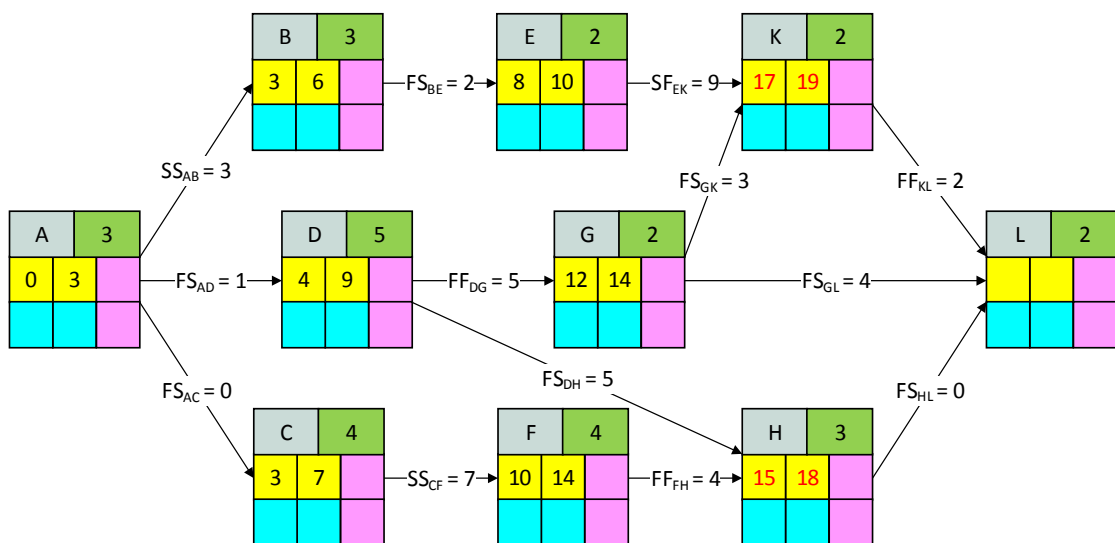 B 3
3 6
E 2
8 10
K 2
17 19
FS_BE = 2
SF_EK = 9
SS_AB = 3
FS_GK = 3
FF_KL = 2
A 3
0 3
D 5
4 9
G 2
12 14
L 2
FS_AD = 1
FF_DG = 5
FS_GL = 4
FS_AC = 0
FS_DH = 5
FS_HL = 0
C 4
3 7
F 4
10 14
H 3
15 18
SS_CF = 7
FF_FH = 4